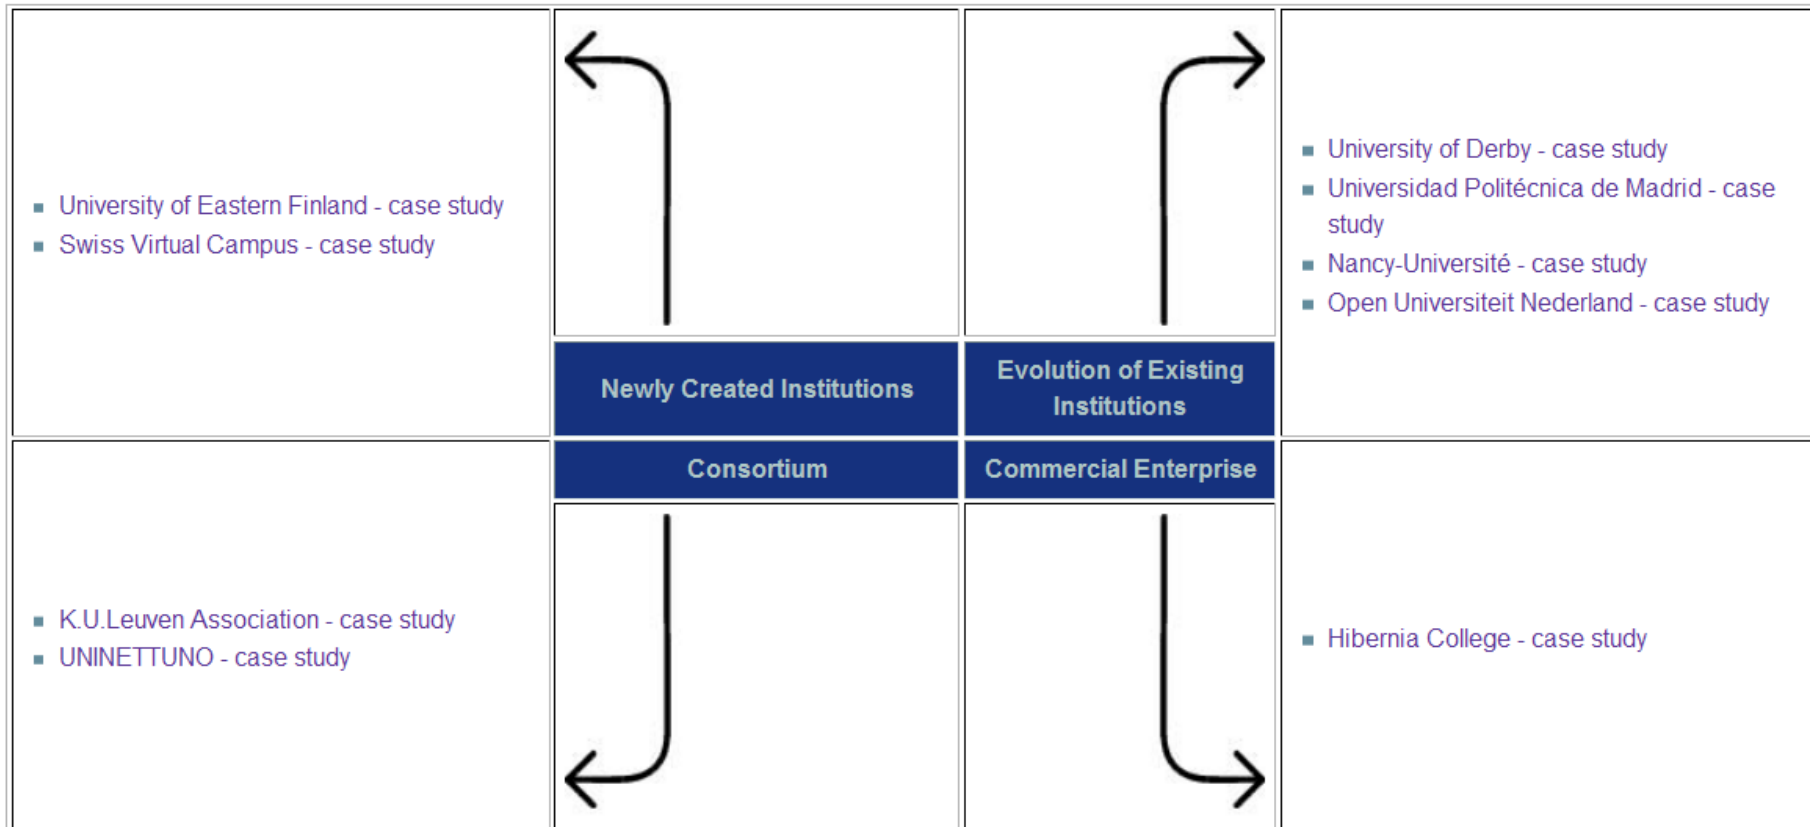 University of Eastern Finland - case study
Swiss Virtual Campus - case study
University of Derby - case study
Universidad Politécnica de Madrid - case
study
Nancy-Université - case study
Open Universiteit Nederland - case study
Newly Created Institutions
Evolution of Existing
Institutions
Consortium
Commercial Enterprise
K.U.Leuven Association - case study
UNINETTUNO - case study
Hibernia College - case study